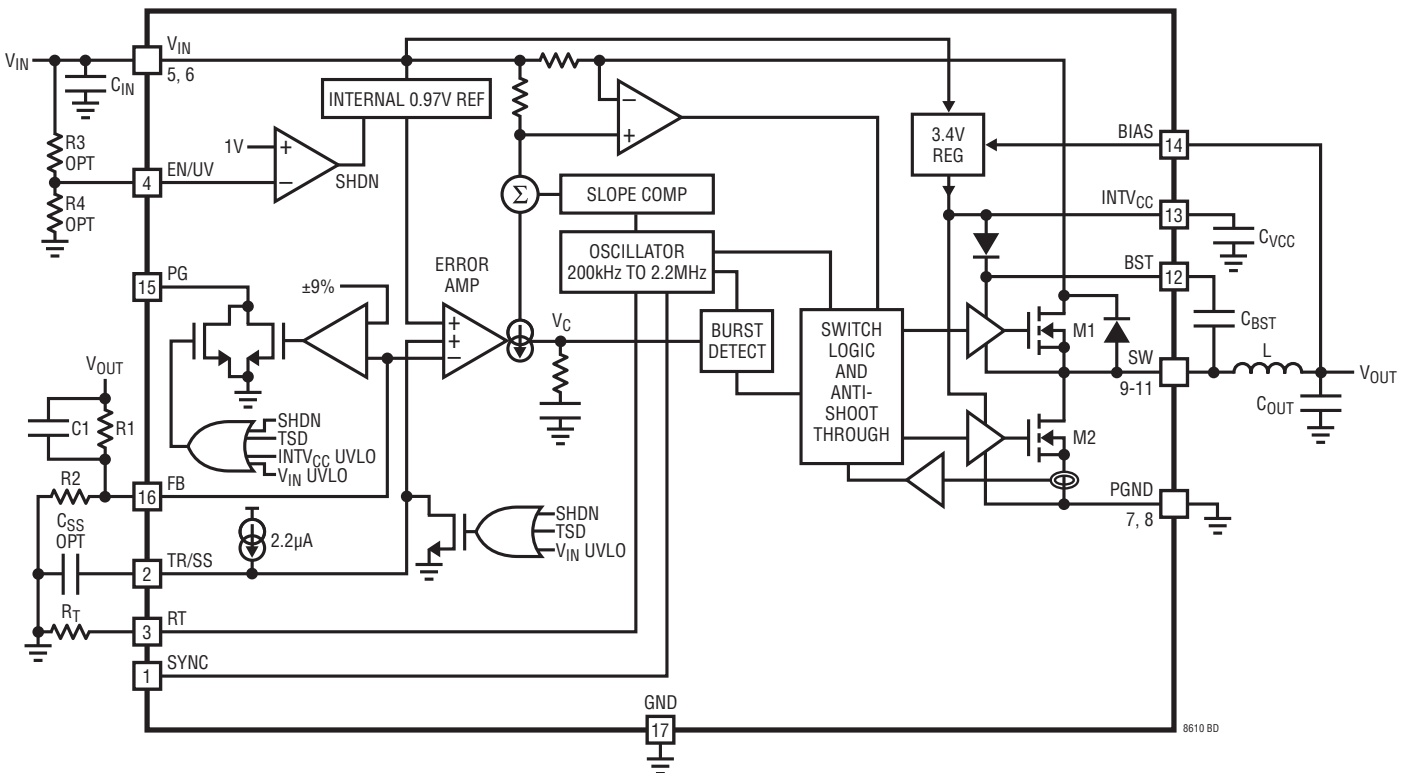 VIN
VIN
5, 6
CIN
R3
OPT
R4
OPT
4
EN/UV
1V
+
−
SHDN
INTERNAL 0.97V REF
−
+
Σ
SLOPE COMP
OSCILLATOR
200kHz TO 2.2MHz
3.4V
REG
BIAS
14
INTVCC
13
CVCC
BST
12
CBST
15
PG
±9%
ERROR
AMP
+
+
−
VC
BURST
DETECT
SWITCH
LOGIC
AND
ANTI-
SHOOT
THROUGH
M1
M2
SW
9-11
L
VOUT
COUT
PGND
7, 8
VOUT
C1
R1
SHDN
TSD
INTVCC UVLO
VIN UVLO
R2
16
FB
CSS
OPT
2.2µA
SHDN
TSD
VIN UVLO
2
TR/SS
RT
3
RT
1
SYNC
GND
17
8610 BD